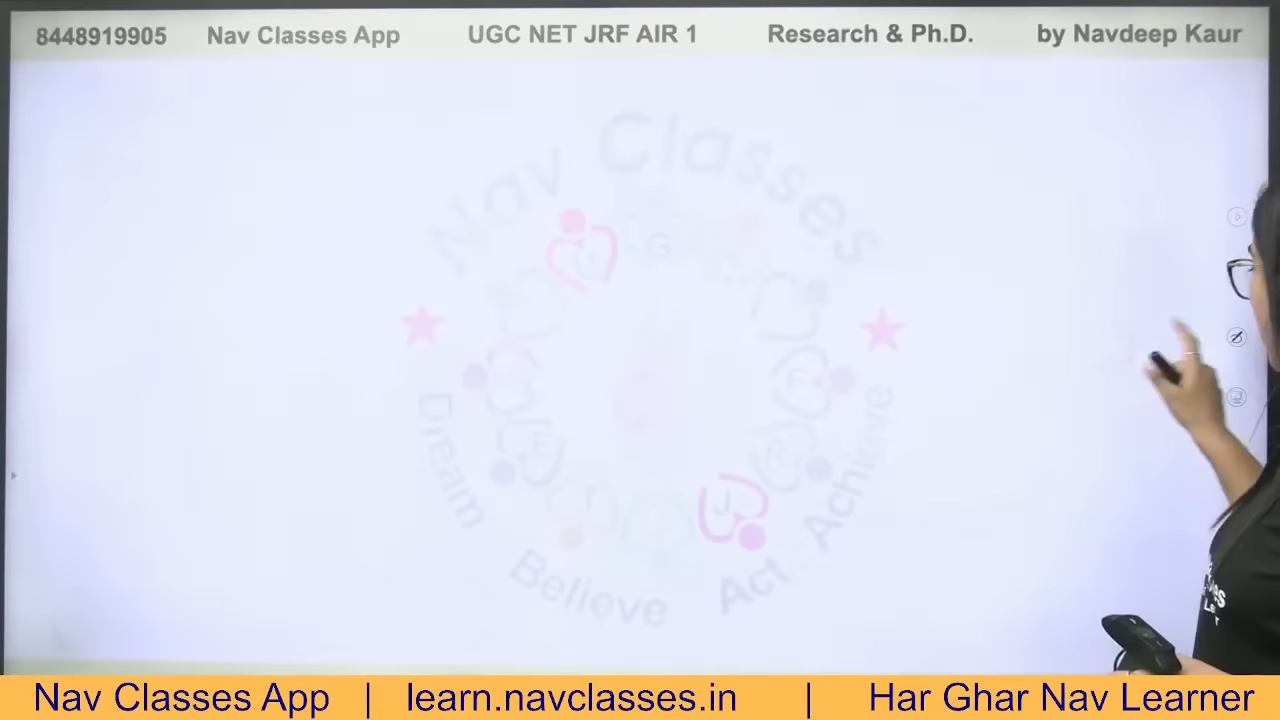 8448919905 Nav Classes App UGC NET JRF AIR 1 Research & Ph.D. by Navdeep Kaur
Nav Classes
Dream Believe Act Achieve
Nav Classes App | learn.navclasses.in | Har Ghar Nav Learner